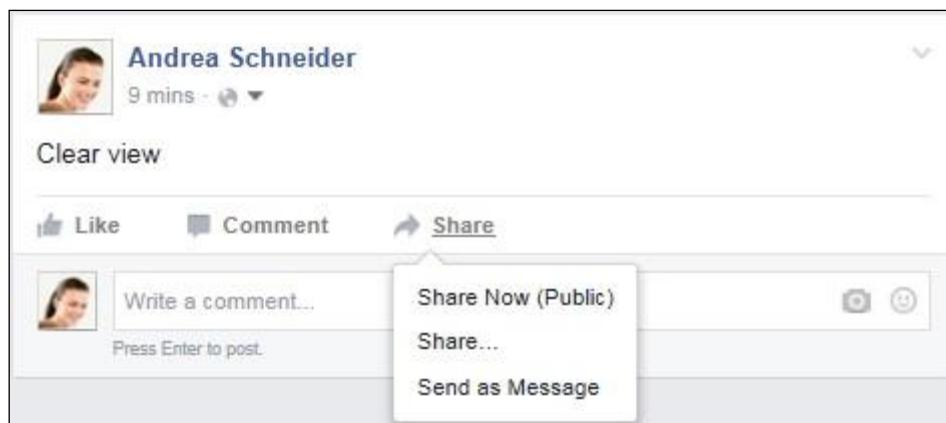 Andrea Schneider
9 mins ·
Clear view
Like Comment Share
Write a comment...
Press Enter to post.
Share Now (Public)
Share...
Send as Message